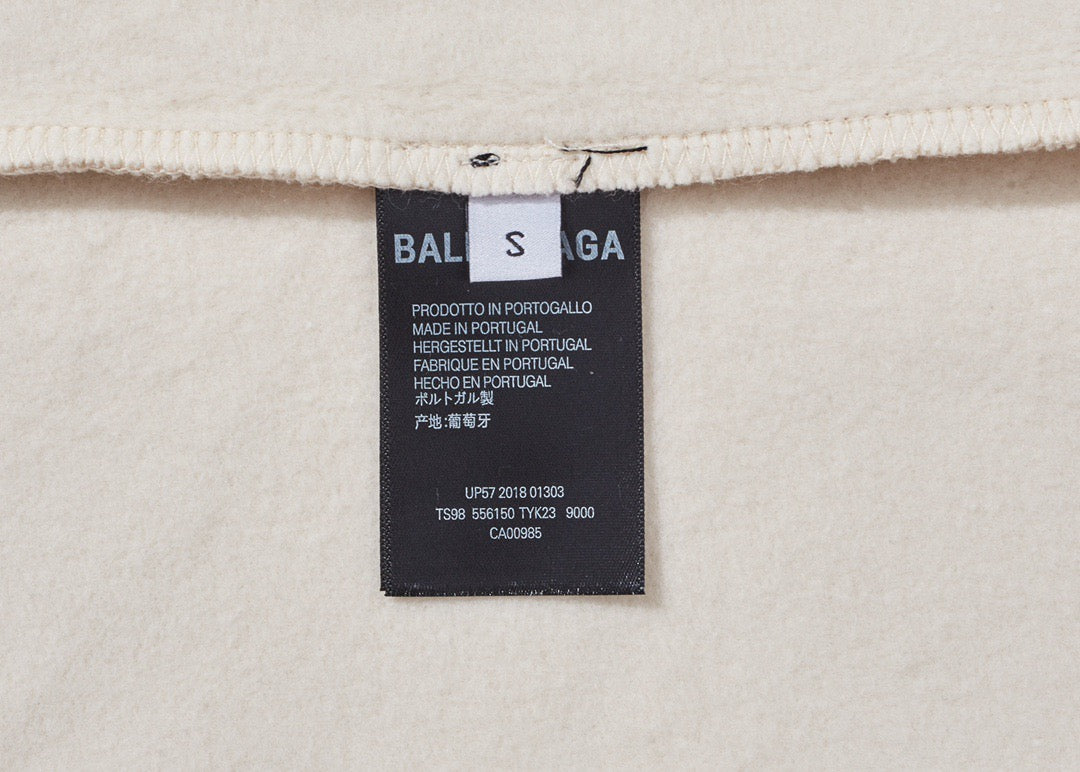 BAL AGA
S
PRODOTTO IN PORTOGALLO
MADE IN PORTUGAL
HERGESTELLT IN PORTUGAL
FABRIQUE EN PORTUGAL
HECHO EN PORTUGAL
ポルトガル製
产地:葡萄牙
UP57 2018 01303
TS98 556150 TYK23 9000
CA00985